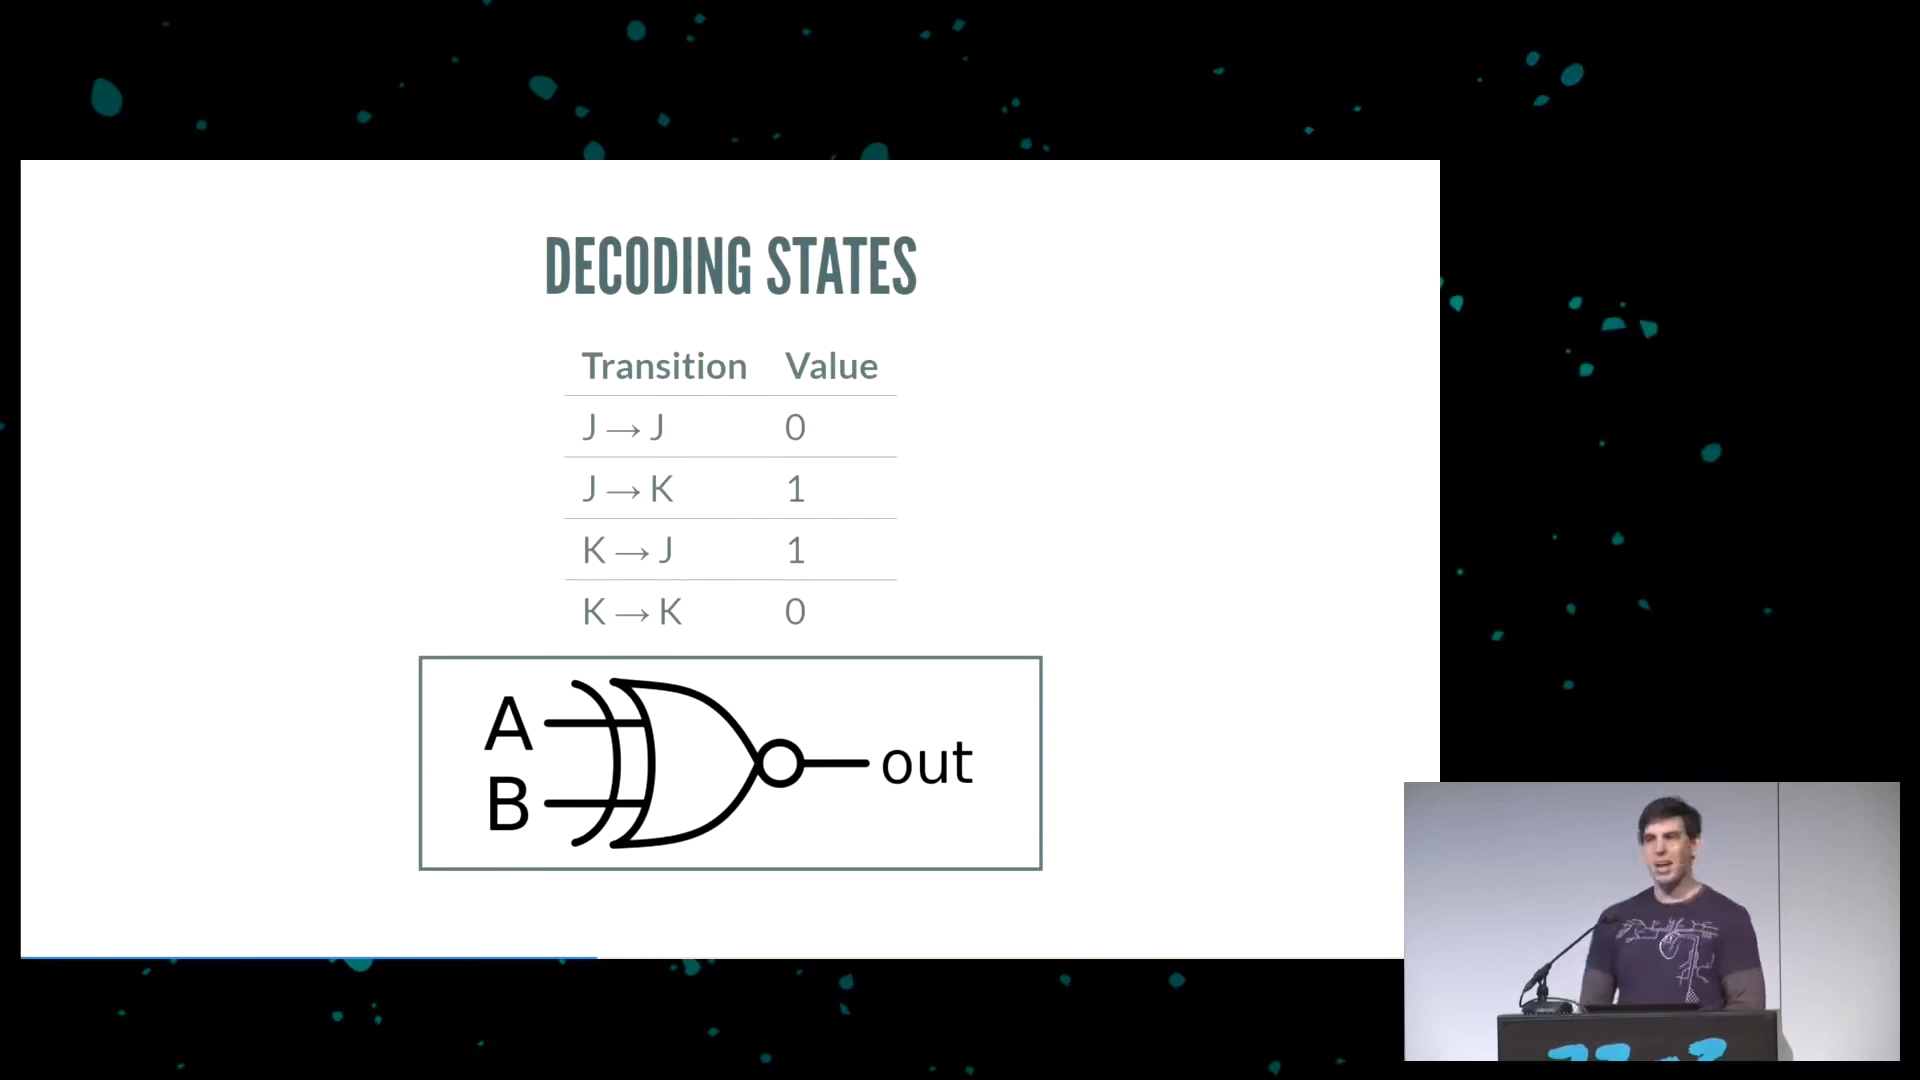 DECODING STATES
Transition Value
J → J 0
J → K 1
K → J 1
K → K 0
A
out
B